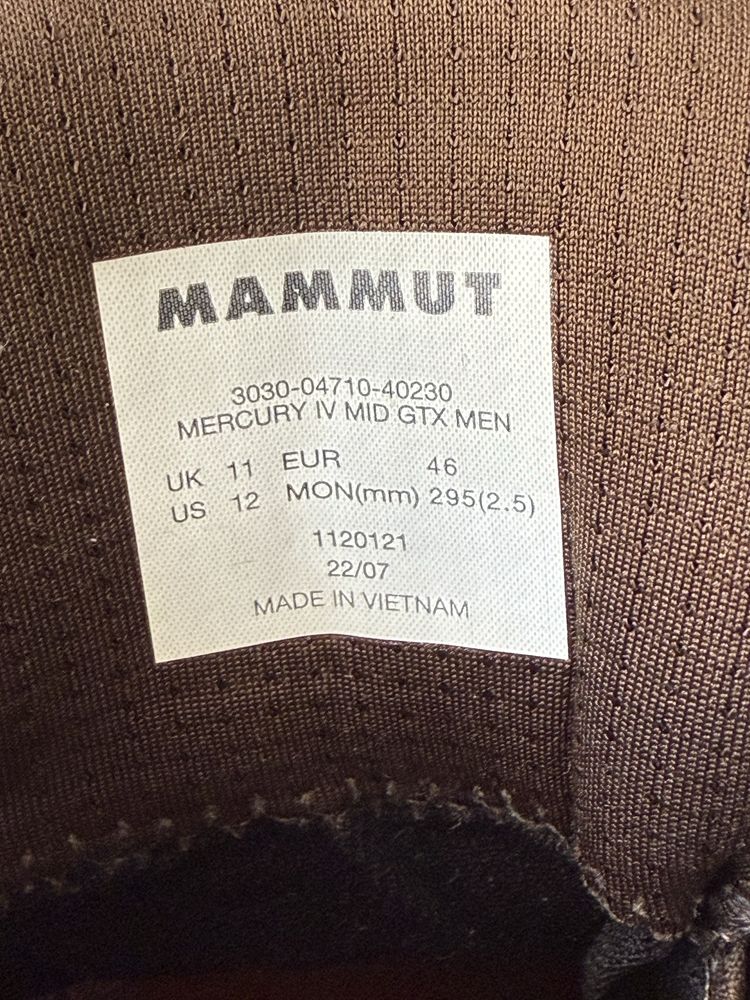 MAMMUT
3030-04710-40230
MERCURY IV MID GTX MEN
UK 11 EUR 46
US 12 MON(mm) 295(2.5)
1120121
22/07
MADE IN VIETNAM